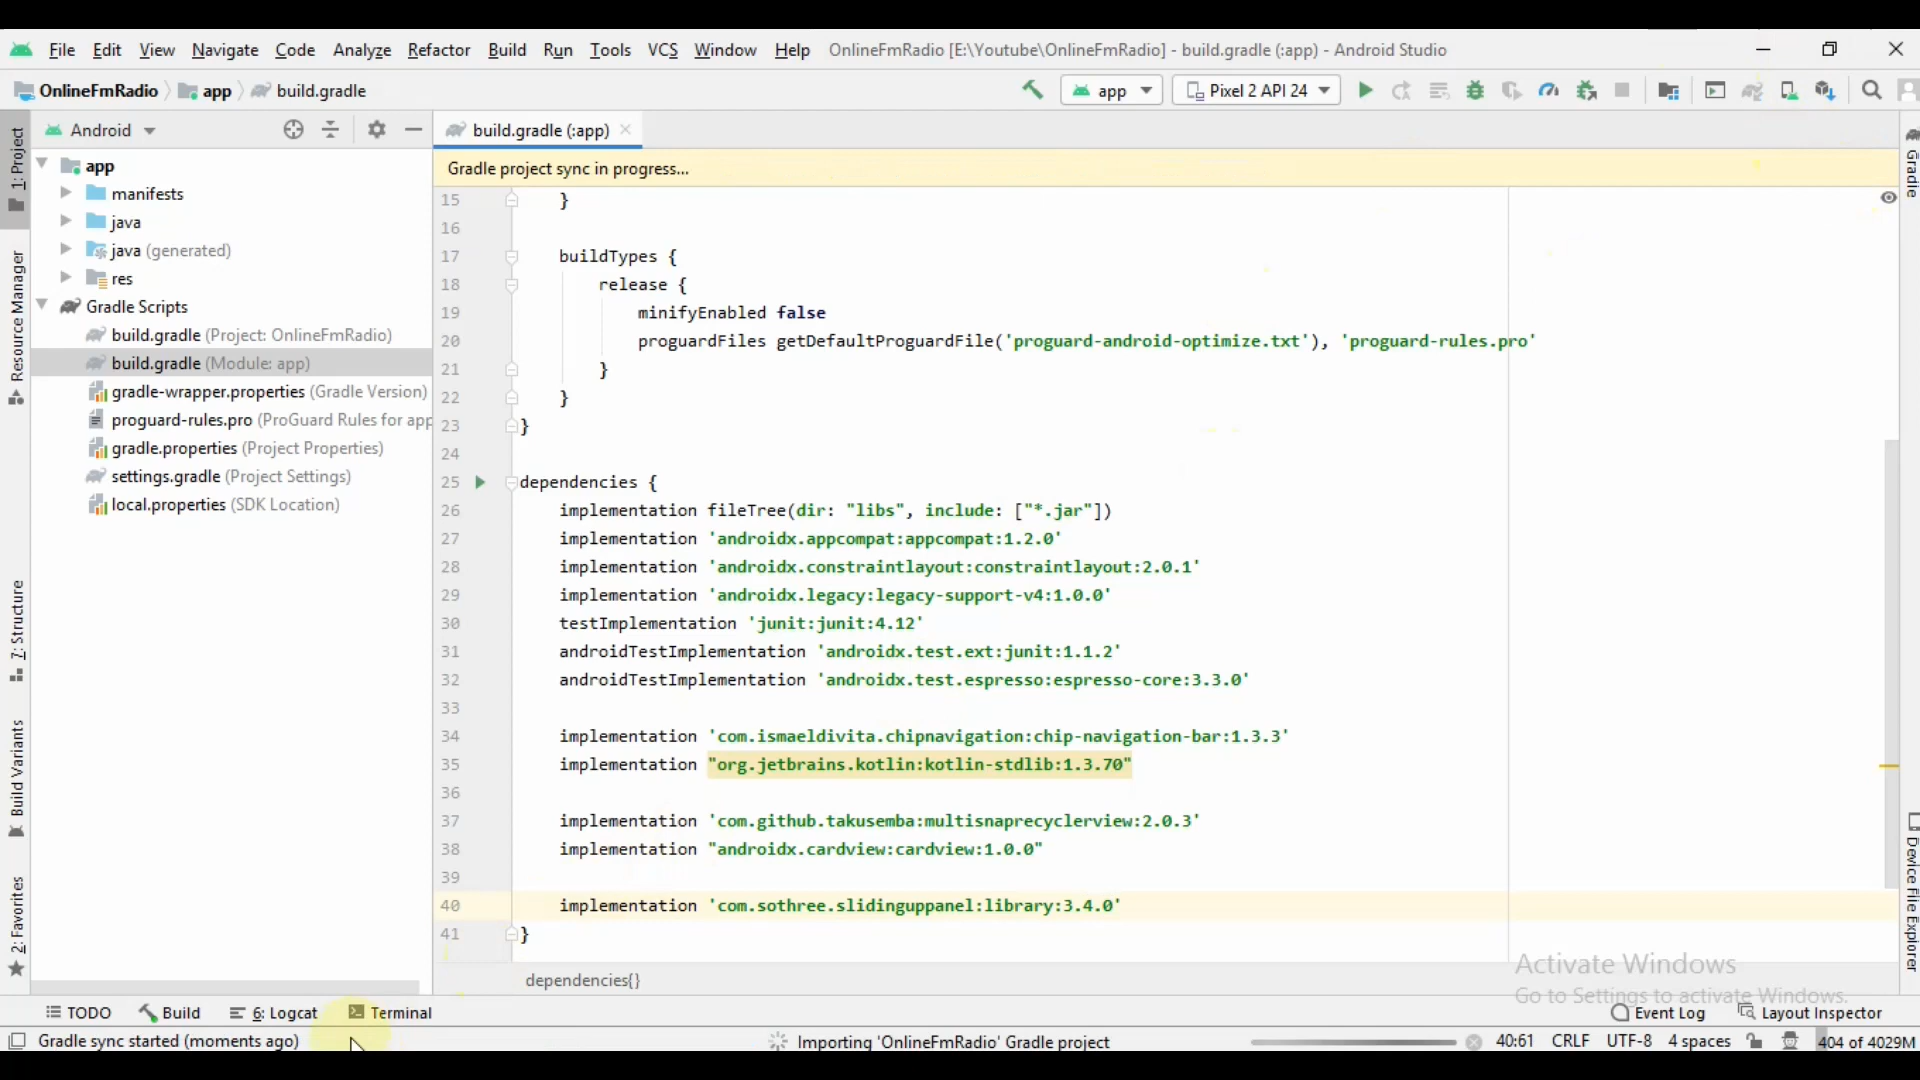 File Edit View Navigate Code Analyze Refactor Build Run Tools VCS Window Help OnlineFmRadio [E:\Youtube\OnlineFmRadio] - build.gradle (:app) - Android Studio
OnlineFmRadio app build.gradle
app Pixel 2 API 24
Android
build.gradle (:app)
Gradle project sync in progress...
1: Project
Resource Manager
7: Structure
Build Variants
2: Favorites
app
manifests
java
java (generated)
res
Gradle Scripts
build.gradle (Project: OnlineFmRadio)
build.gradle (Module: app)
gradle-wrapper.properties (Gradle Version)
proguard-rules.pro (ProGuard Rules for app
gradle.properties (Project Properties)
settings.gradle (Project Settings)
local.properties (SDK Location)
15 }
16
17 buildTypes {
18 release {
19 minifyEnabled false
20 proguardFiles getDefaultProguardFile('proguard-android-optimize.txt'), 'proguard-rules.pro'
21 }
22 }
23 }
24
25 dependencies {
26 implementation fileTree(dir: "libs", include: ["*.jar"])
27 implementation 'androidx.appcompat:appcompat:1.2.0'
28 implementation 'androidx.constraintlayout:constraintlayout:2.0.1'
29 implementation 'androidx.legacy:legacy-support-v4:1.0.0'
30 testImplementation 'junit:junit:4.12'
31 androidTestImplementation 'androidx.test.ext:junit:1.1.2'
32 androidTestImplementation 'androidx.test.espresso:espresso-core:3.3.0'
33
34 implementation 'com.ismaeldivita.chipnavigation:chip-navigation-bar:1.3.3'
35 implementation "org.jetbrains.kotlin:kotlin-stdlib:1.3.70"
36
37 implementation 'com.github.takusemba:multisnaprecyclerview:2.0.3'
38 implementation "androidx.cardview:cardview:1.0.0"
39
40 implementation 'com.sothree.slidinguppanel:library:3.4.0'
41 }
dependencies{}
Gradle
Device File Explorer
Activate Windows
Go to Settings to activate Windows.
TODO Build 6: Logcat Terminal Event Log Layout Inspector
Gradle sync started (moments ago) Importing 'OnlineFmRadio' Gradle project 40:61 CRLF UTF-8 4 spaces 404 of 4029M